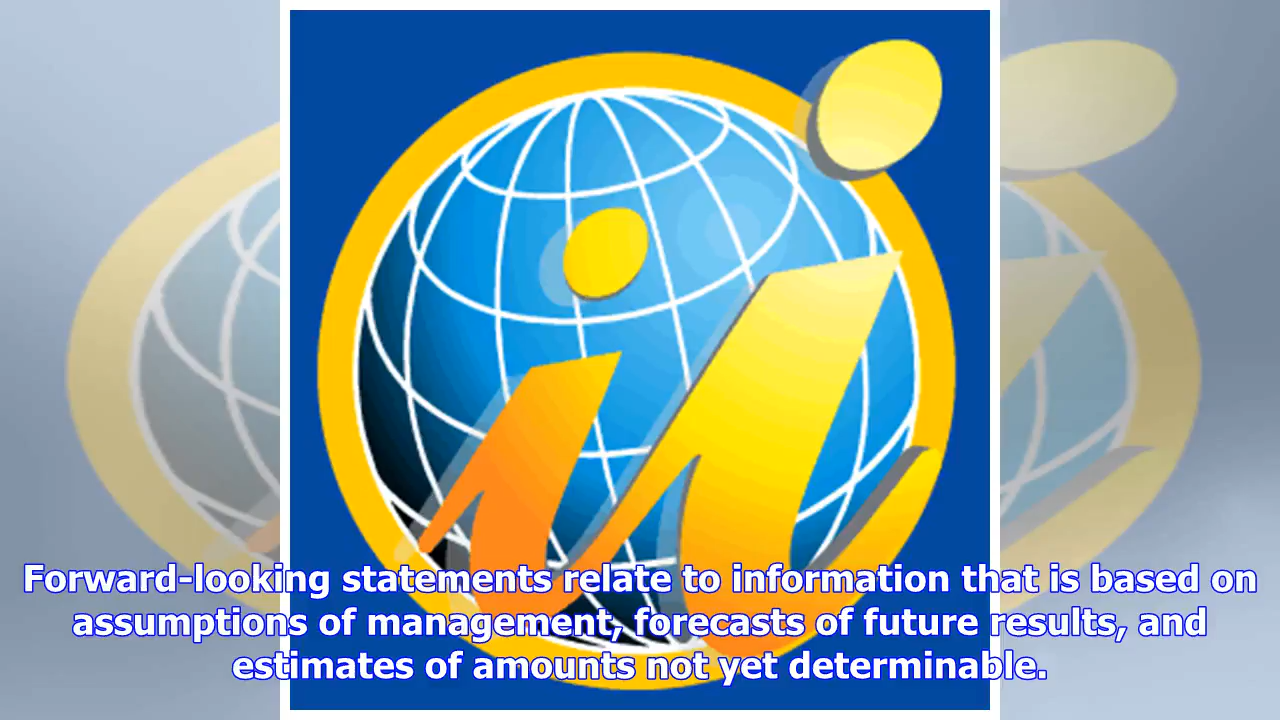 Forward-looking statements relate to information that is based on
assumptions of management, forecasts of future results, and
estimates of amounts not yet determinable.